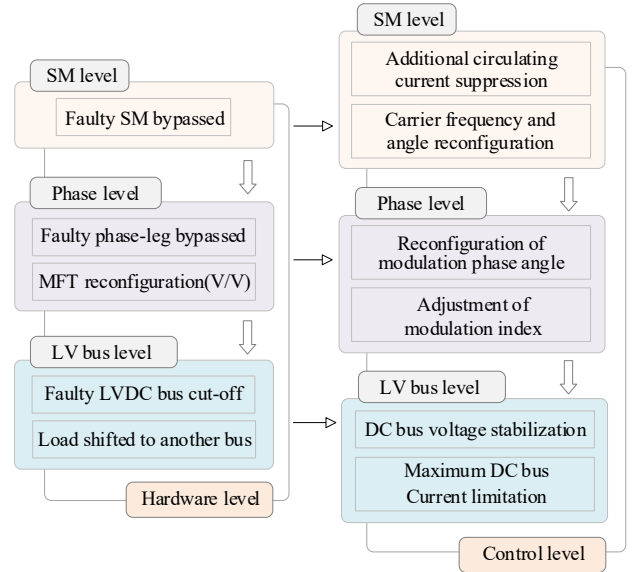 SM level
Faulty SM bypassed
Phase level
Faulty phase-leg bypassed
MFT reconfiguration(V/V)
LV bus level
Faulty LVDC bus cut-off
Load shifted to another bus
Hardware level
SM level
Additional circulating
current suppression
Carrier frequency and
angle reconfiguration
Phase level
Reconfiguration of
modulation phase angle
Adjustment of
modulation index
LV bus level
DC bus voltage stabilization
Maximum DC bus
Current limitation
Control level